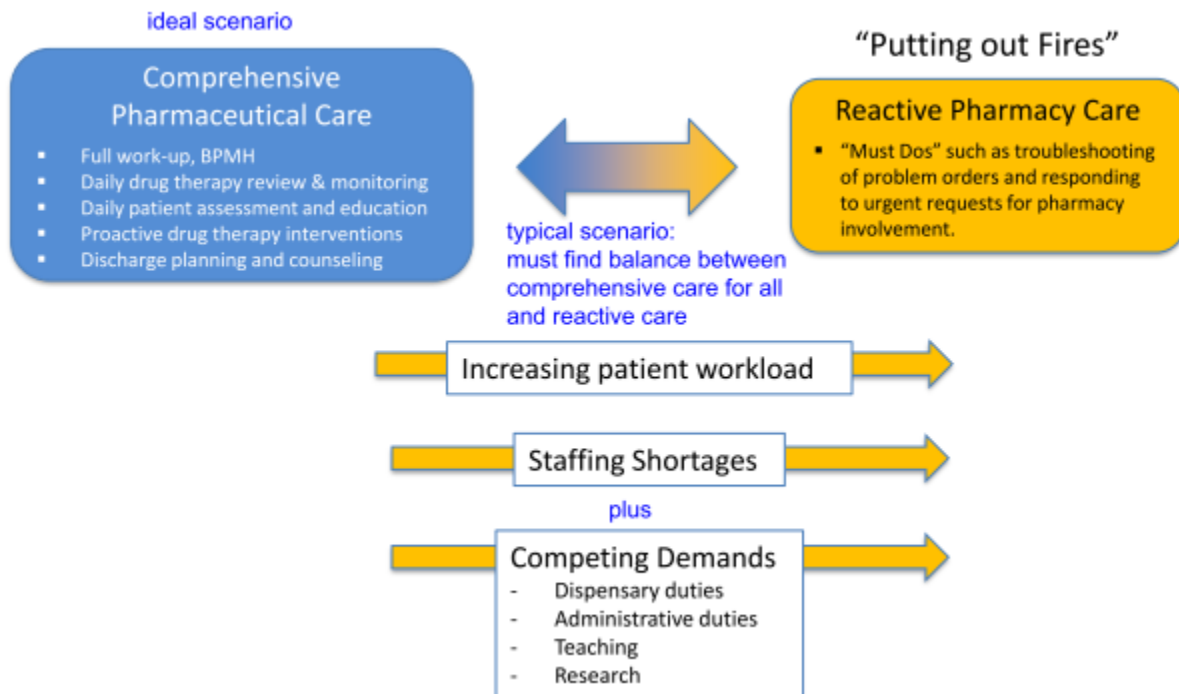 ideal scenario
Comprehensive
Pharmaceutical Care
▪ Full work-up, BPMH
▪ Daily drug therapy review & monitoring
▪ Daily patient assessment and education
▪ Proactive drug therapy interventions
▪ Discharge planning and counseling
"Putting out Fires"
Reactive Pharmacy Care
▪ "Must Dos" such as troubleshooting
of problem orders and responding
to urgent requests for pharmacy
involvement.
typical scenario:
must find balance between
comprehensive care for all
and reactive care
Increasing patient workload
Staffing Shortages
plus
Competing Demands
- Dispensary duties
- Administrative duties
- Teaching
- Research